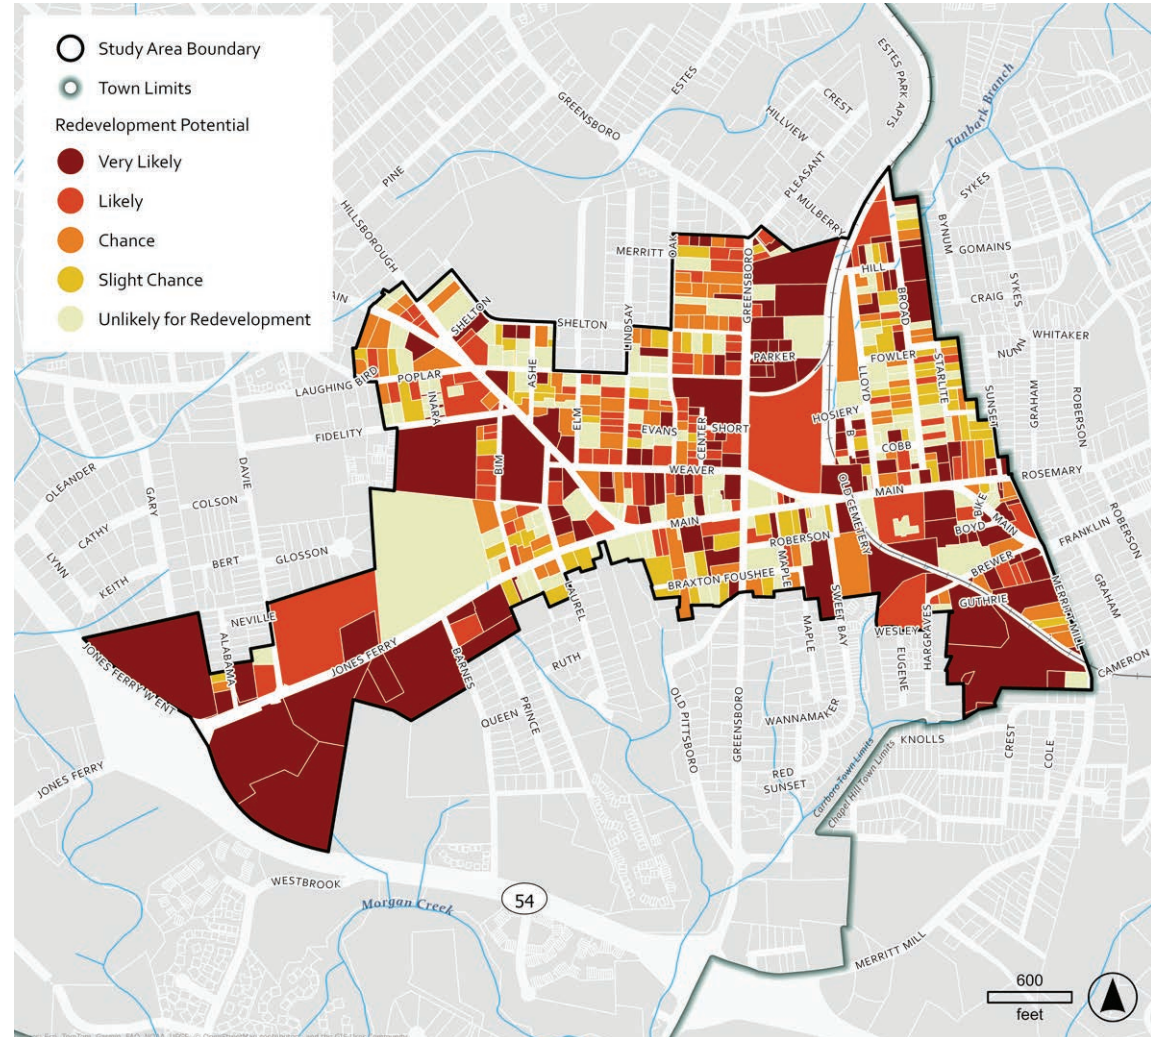 Study Area Boundary
Town Limits
Redevelopment Potential
Very Likely
Likely
Chance
Slight Chance
Unlikely for Redevelopment
ESTES
ESTES PARK APTS
CREST
HILLVIEW
GREENSBORO
PLEASANT
Tanbark Branch
SYKES
PINE
MULBERRY
BYNUM
HILLSBOROUGH
MERRITT
OAK
GOMAINS
HILL
SYKES
AIN
SHELTON
SHELTON
LINDSAY
GREENSBORO
BROAD
CRAIG
WHITAKER
NUNN
PARKER
FOWLER
STARLITE
LAUGHING BIRD
POPLAR
ASHE
LLOYD
SUNSET
GRAHAM
ROBERSON
INARA
ELM
HOSIERY
FIDELITY
EVANS
CENTER
SHORT
B
COBB
OLEANDER
DAVIE
BIM
WEAVER
ROSEMARY
GARY
COLSON
MAIN
OLD CEMETERY
MAIN
BIKE
CATHY
BOYD
MAIN
FRANKLIN
ROBERSON
LYNN
KEITH
BERT
GLOSSON
ROBERSON
MAPLE
BREWER
BRAXTON FOUSHEE
LAUREL
SWEET BAY
GUTHRIE
MERRITT MILL
GRAHAM
NEVILLE
ALABAMA
JONES FERRY
BARNES
RUTH
MAPLE
WESLEY
HARGRAVES
EUGENE
CAMERON
JONES FERRY W ENT
QUEEN
PRINCE
OLD PITTSBORO
GREENSBORO
WANNAMAKER
KNOLLS
CREST
COLE
JONES FERRY
RED SUNSET
Carrboro Town Limits
Chapel Hill Town Limits
WESTBROOK
Morgan Creek
54
MERRITT MILL
600
feet